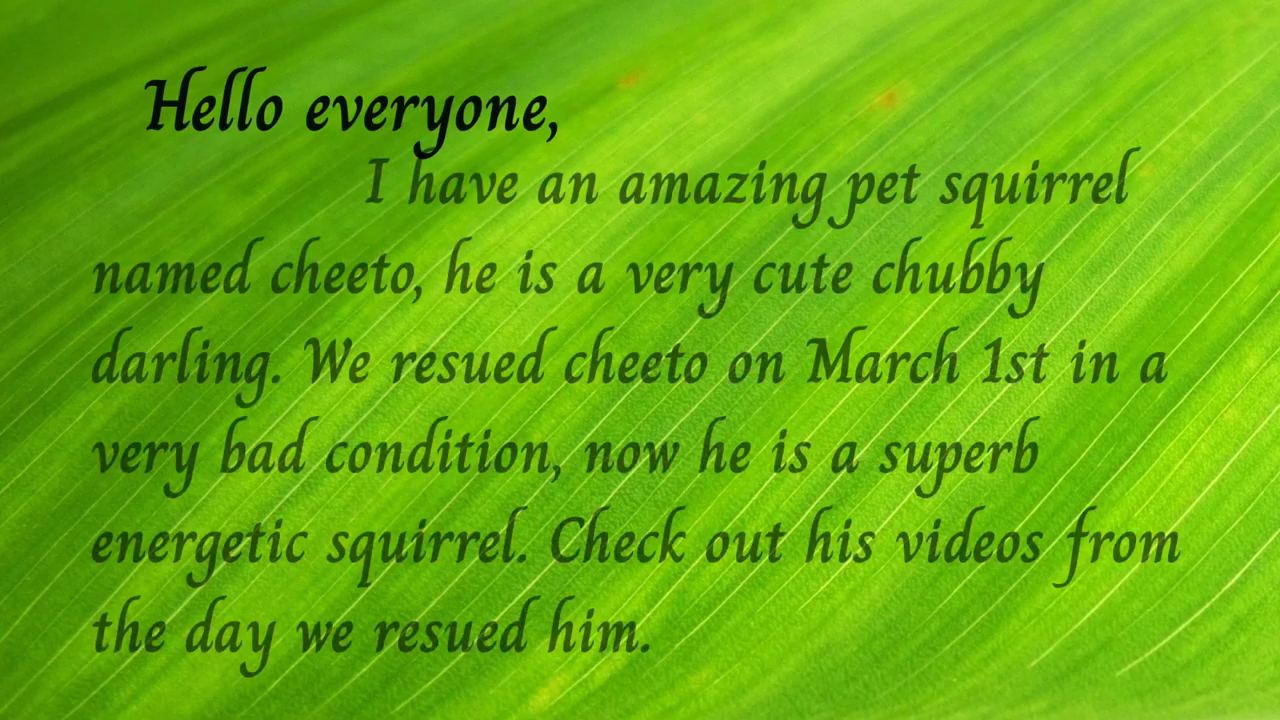 Hello everyone,
I have an amazing pet squirrel
named cheeto, he is a very cute chubby
darling. We resued cheeto on March 1st in a
very bad condition, now he is a superb
energetic squirrel. Check out his videos from
the day we resued him.